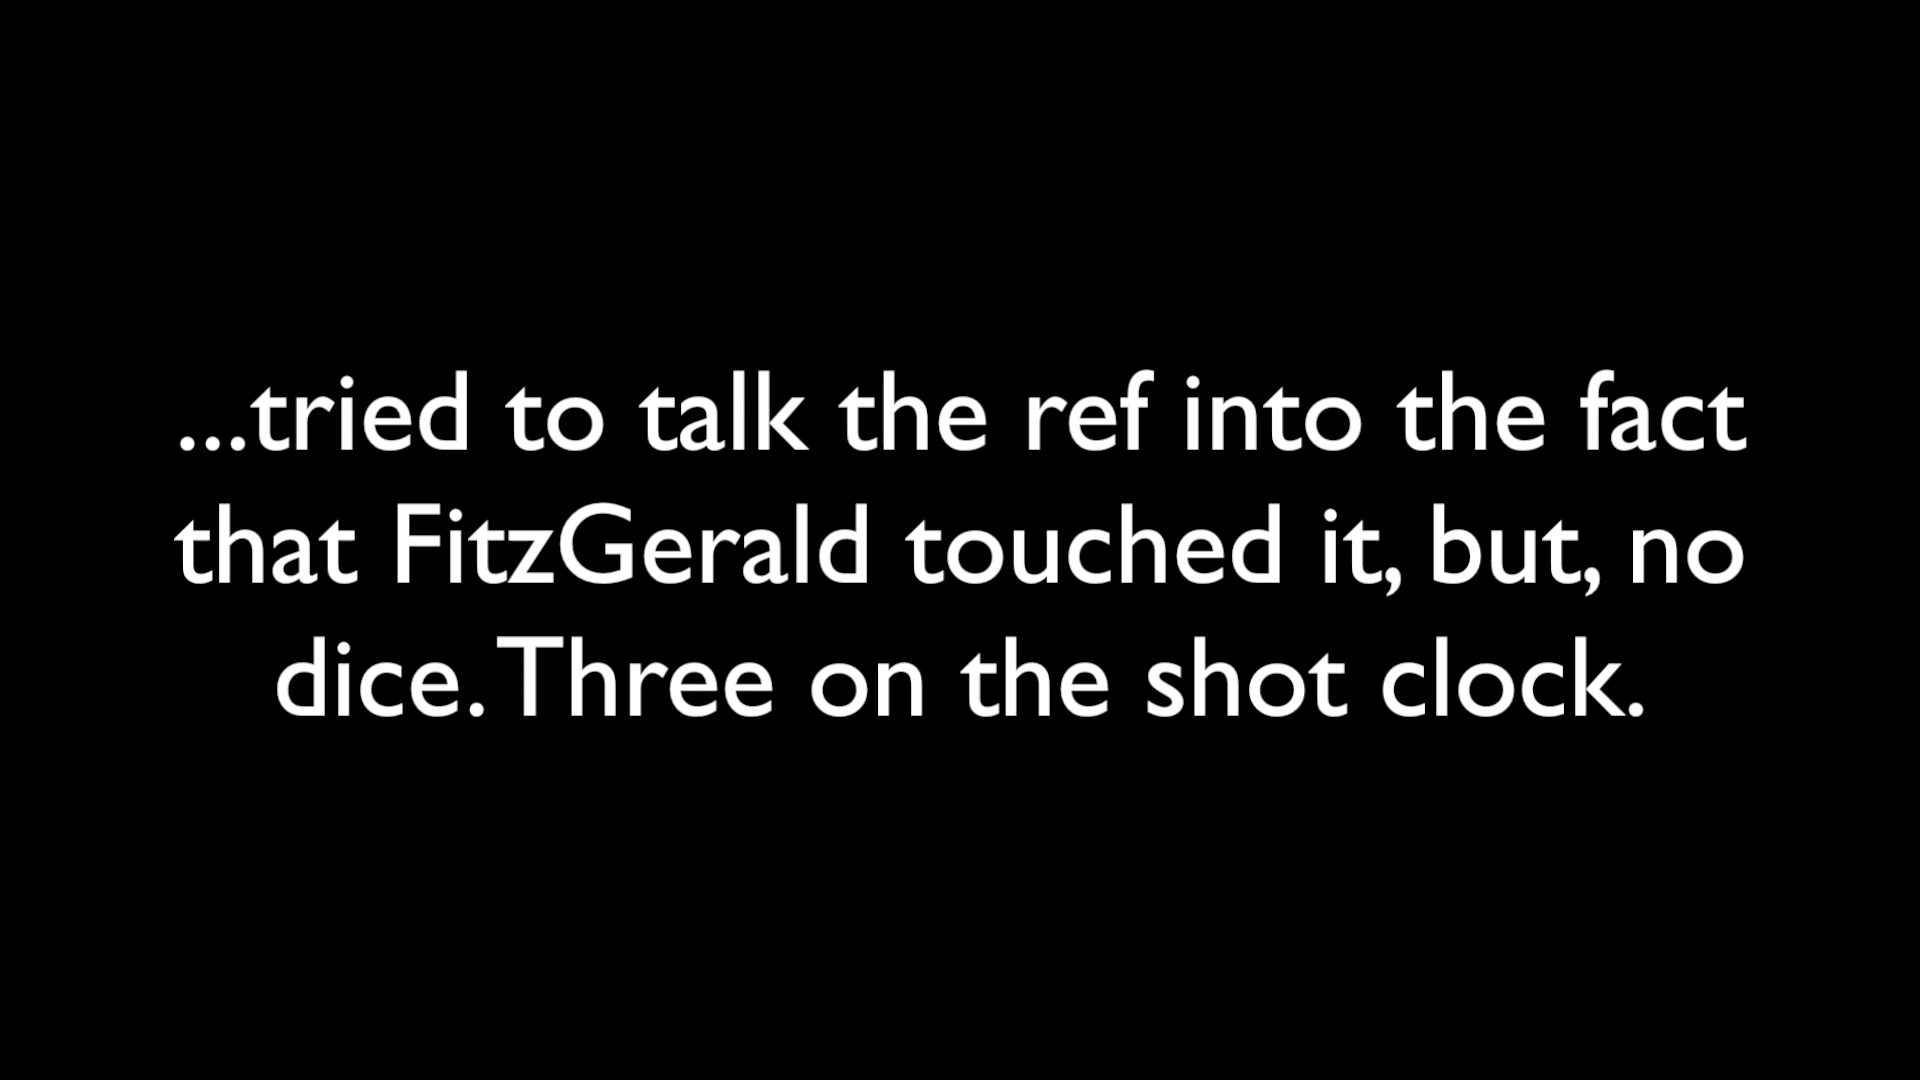 ...tried to talk the ref into the fact
that FitzGerald touched it, but, no
dice. Three on the shot clock.